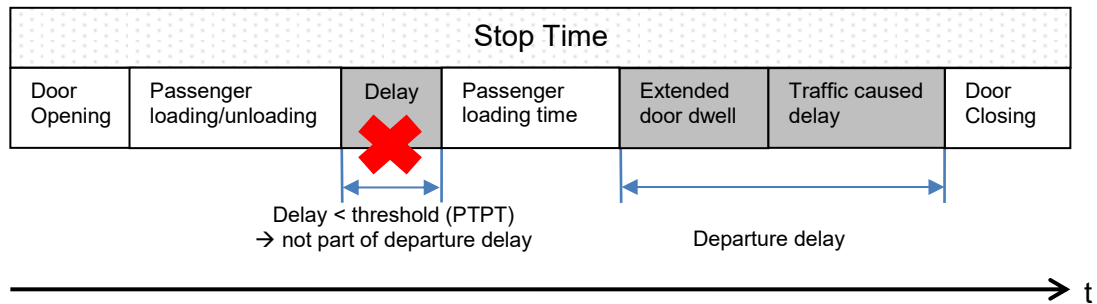 Stop Time
Door
Opening
Passenger
loading/unloading
Delay
Passenger
loading time
Extended
door dwell
Traffic caused
delay
Door
Closing
Delay < threshold (PTPT)
→ not part of departure delay
Departure delay
t